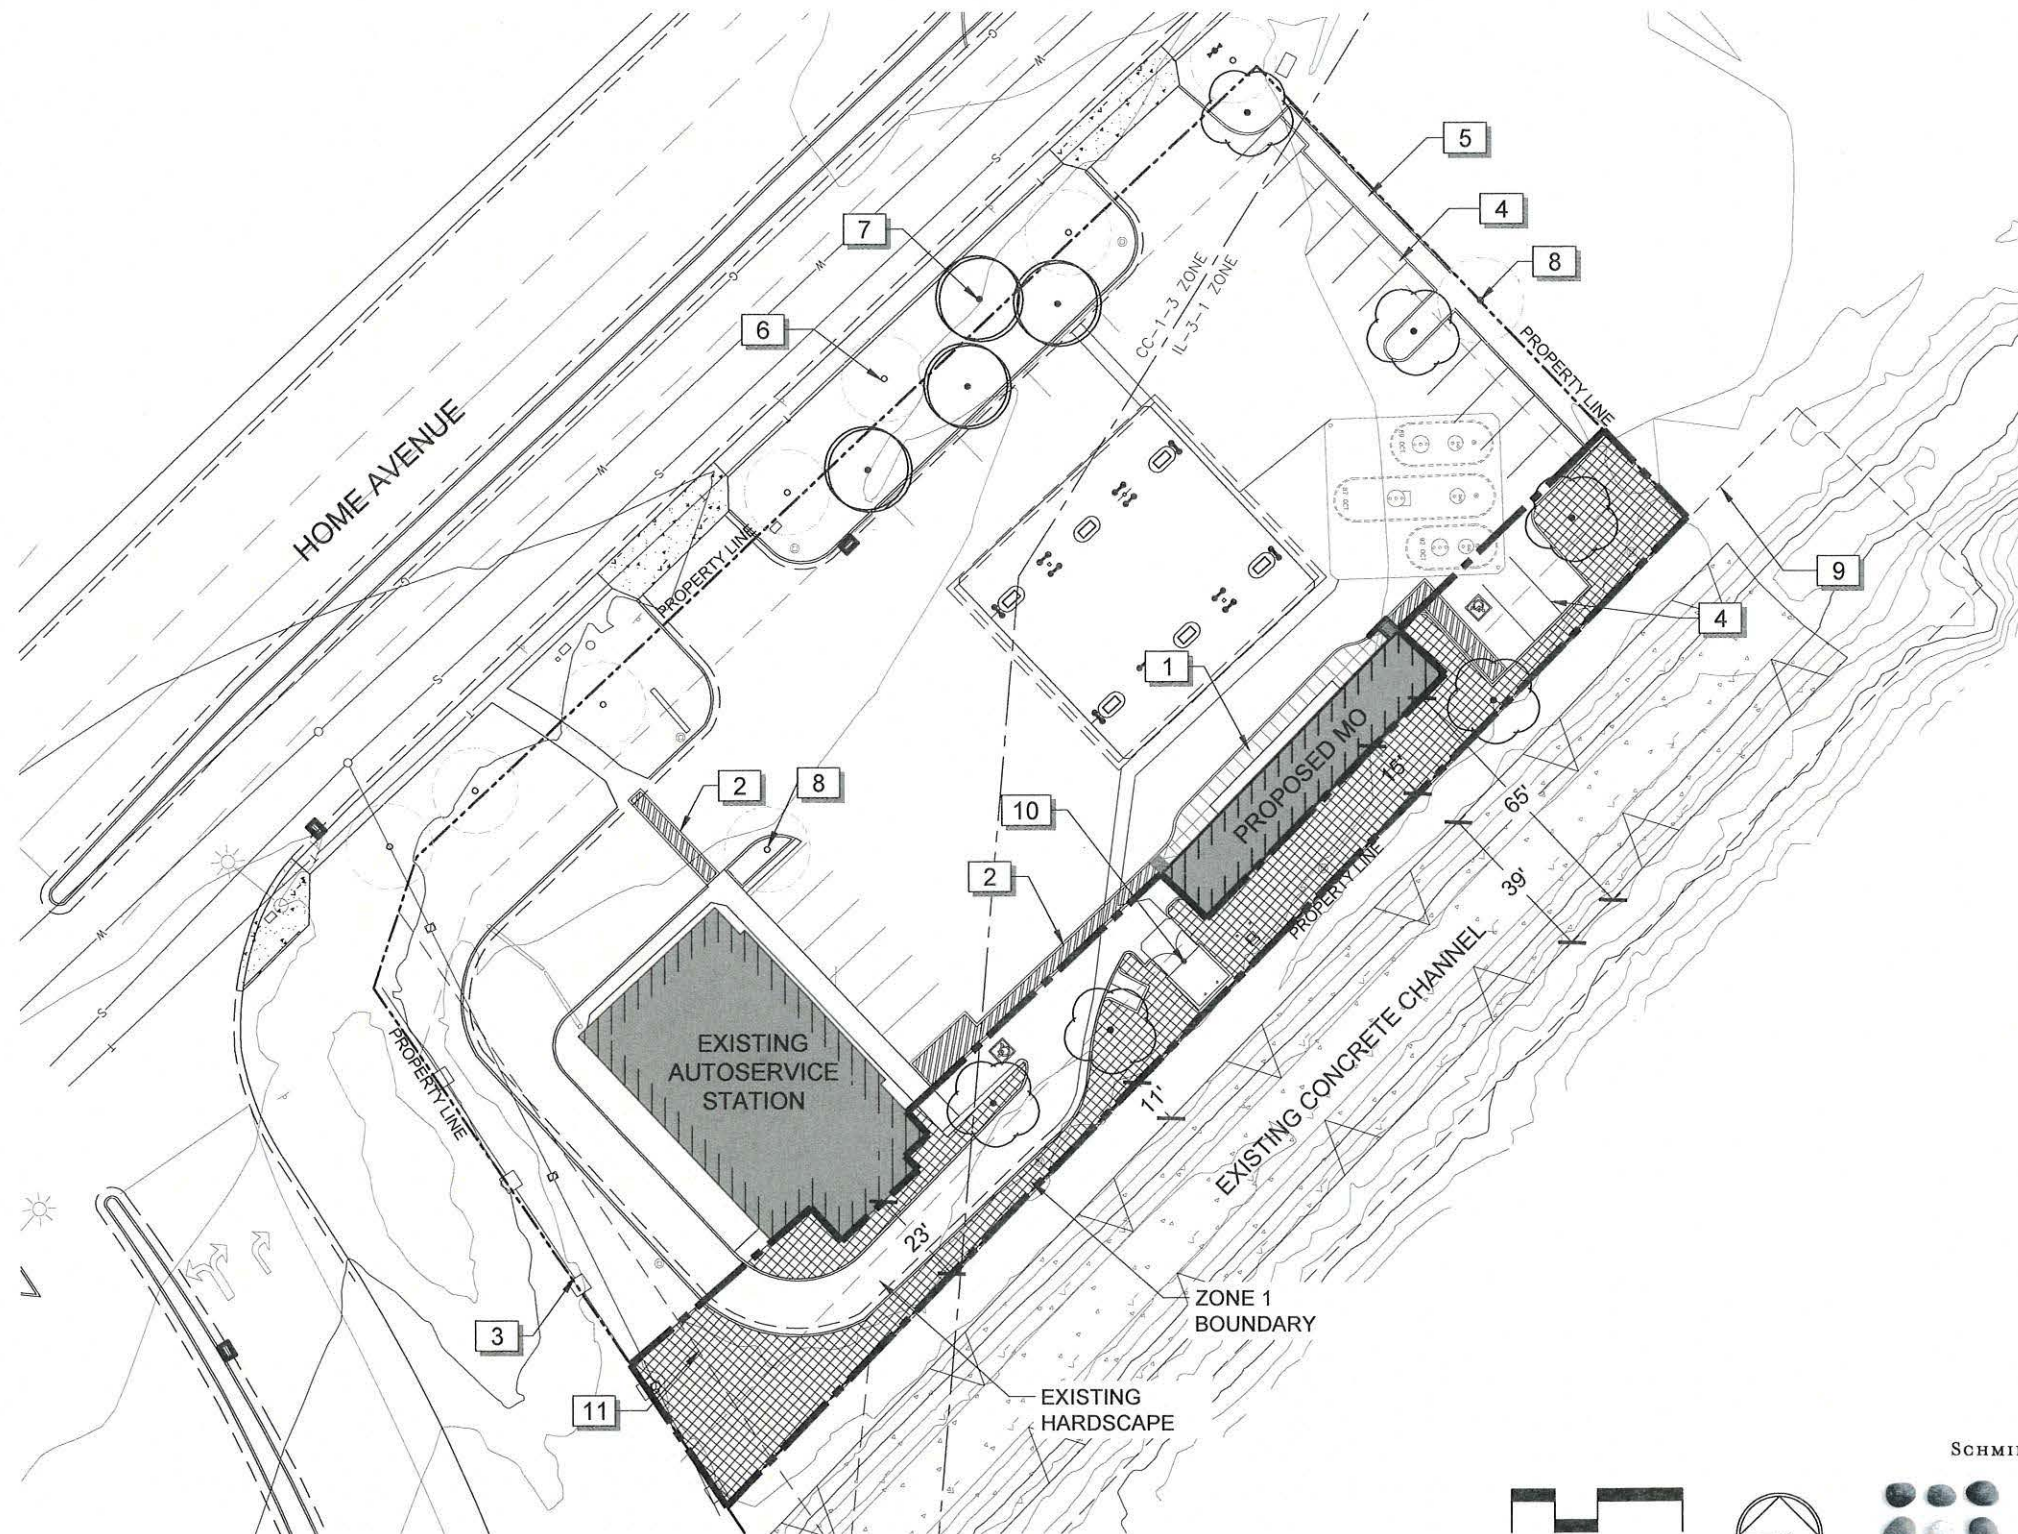 5
4
7
8
CC-1-3 ZONE
IL-3-1 ZONE
6
PROPERTY LINE
HOME AVENUE
PROPERTY LINE
9
4
1
PROPOSED MO
15'
65'
2
8
10
39'
2
PROPERTY LINE
EXISTING CONCRETE CHANNEL
EXISTING
AUTOSERVICE
STATION
PROPERTY LINE
11'
23'
ZONE 1
BOUNDARY
3
11
EXISTING
HARDSCAPE
W
G
S
W
G
S
W
S
S
W
S
T